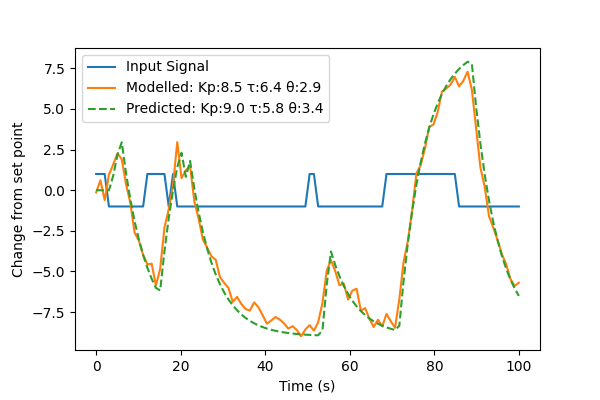 Input Signal
Modelled: Kp:8.5 τ:6.4 θ:2.9
Predicted: Kp:9.0 τ:5.8 θ:3.4
Change from set point
7.5
5.0
2.5
0.0
−2.5
−5.0
−7.5
0 20 40 60 80 100
Time (s)